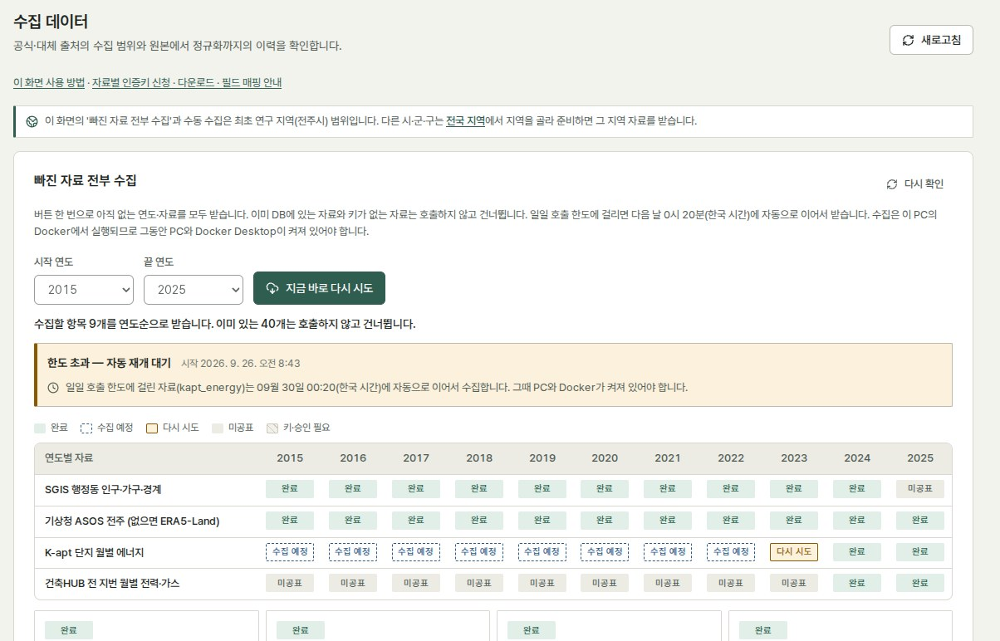 수집 데이터
공식·대체 출처의 수집 범위와 원본에서 정규화까지의 이력을 확인합니다.
새로고침
이 화면 사용 방법 · 자료별 인증키 신청 · 다운로드 · 필드 매핑 안내
이 화면의 '빠진 자료 전부 수집'과 수동 수집은 최초 연구 지역(전주시) 범위입니다. 다른 시·군·구는 전국 지역에서 지역을 골라 준비하면 그 지역 자료를 받습니다.
빠진 자료 전부 수집
다시 확인
버튼 한 번으로 아직 없는 연도·자료를 모두 받습니다. 이미 DB에 있는 자료와 키가 없는 자료는 호출하지 않고 건너뜁니다. 일일 호출 한도에 걸리면 다음 날 0시 20분(한국 시간)에 자동으로 이어서 받습니다. 수집은 이 PC의
Docker에서 실행되므로 그동안 PC와 Docker Desktop이 켜져 있어야 합니다.
시작 연도 끝 연도
2015 2025 지금 바로 다시 시도
수집할 항목 9개를 연도순으로 받습니다. 이미 있는 40개는 호출하지 않고 건너뜁니다.
한도 초과 — 자동 재개 대기 시작 2026. 9. 26. 오전 8:43
일일 호출 한도에 걸린 자료(kapt_energy)는 09월 30일 00:20(한국 시간)에 자동으로 이어서 수집합니다. 그때 PC와 Docker가 켜져 있어야 합니다.
완료 수집 예정 다시 시도 미공표 키·승인 필요
연도별 자료 2015 2016 2017 2018 2019 2020 2021 2022 2023 2024 2025
SGIS 행정동 인구·가구·경계 완료 완료 완료 완료 완료 완료 완료 완료 완료 완료 미공표
기상청 ASOS 전주 (없으면 ERA5-Land) 완료 완료 완료 완료 완료 완료 완료 완료 완료 완료 완료
K-apt 단지 월별 에너지 수집 예정 수집 예정 수집 예정 수집 예정 수집 예정 수집 예정 수집 예정 수집 예정 다시 시도 완료 완료
건축HUB 전 지번 월별 전력·가스 미공표 미공표 미공표 미공표 미공표 미공표 미공표 미공표 미공표 완료 완료
완료 완료 완료 완료